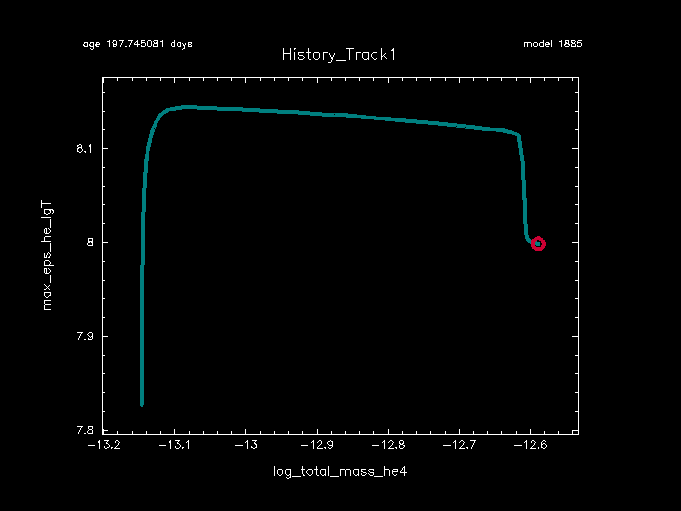 age 197.745081 days
model 1885
History_Track1
8.1
8
7.9
7.8
max_eps_he_lgT
-13.2
-13.1
-13
-12.9
-12.8
-12.7
-12.6
log_total_mass_he4